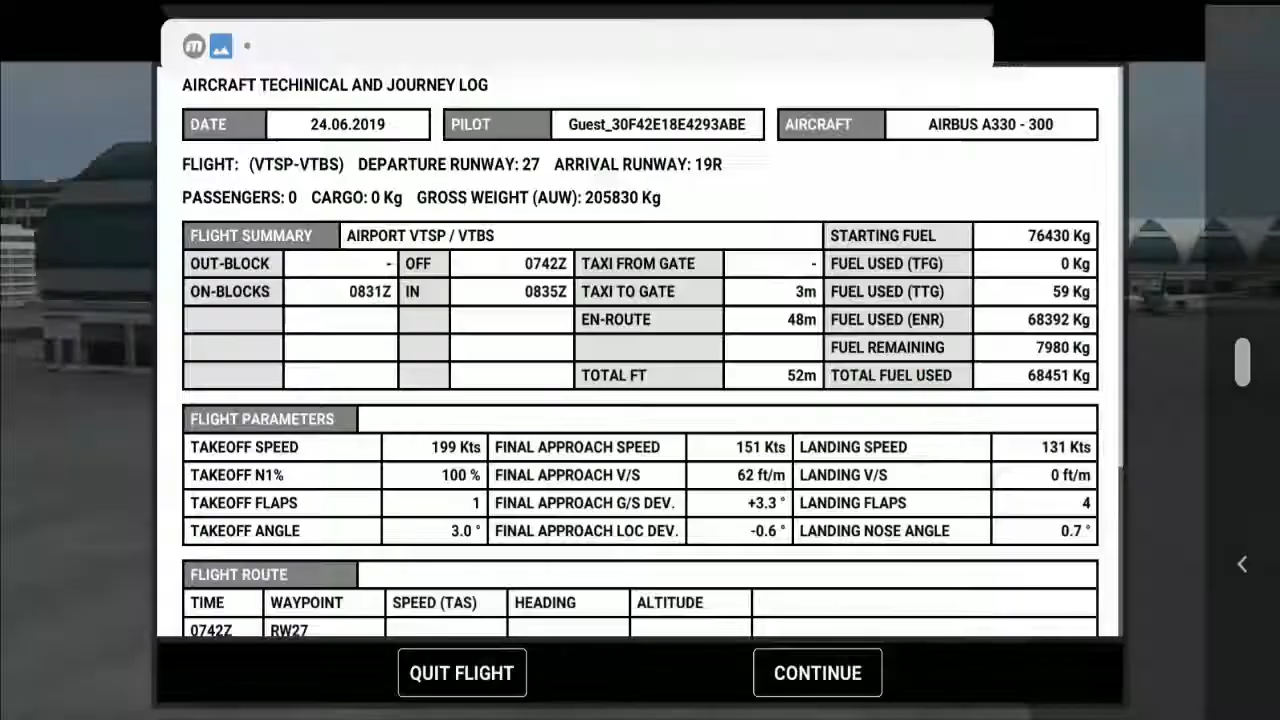 AIRCRAFT TECHINICAL AND JOURNEY LOG
DATE 24.06.2019 PILOT Guest_30F42E18E4293ABE AIRCRAFT AIRBUS A330 - 300
FLIGHT: (VTSP-VTBS) DEPARTURE RUNWAY: 27 ARRIVAL RUNWAY: 19R
PASSENGERS: 0 CARGO: 0 Kg GROSS WEIGHT (AUW): 205830 Kg
FLIGHT SUMMARY AIRPORT VTSP / VTBS STARTING FUEL 76430 Kg
OUT-BLOCK - OFF 0742Z TAXI FROM GATE - FUEL USED (TFG) 0 Kg
ON-BLOCKS 0831Z IN 0835Z TAXI TO GATE 3m FUEL USED (TTG) 59 Kg
EN-ROUTE 48m FUEL USED (ENR) 68392 Kg
FUEL REMAINING 7980 Kg
TOTAL FT 52m TOTAL FUEL USED 68451 Kg
FLIGHT PARAMETERS
TAKEOFF SPEED 199 Kts FINAL APPROACH SPEED 151 Kts LANDING SPEED 131 Kts
TAKEOFF N1% 100 % FINAL APPROACH V/S 62 ft/m LANDING V/S 0 ft/m
TAKEOFF FLAPS 1 FINAL APPROACH G/S DEV. +3.3 ° LANDING FLAPS 4
TAKEOFF ANGLE 3.0 ° FINAL APPROACH LOC DEV. -0.6 ° LANDING NOSE ANGLE 0.7 °
FLIGHT ROUTE
TIME WAYPOINT SPEED (TAS) HEADING ALTITUDE
0742Z RW27
QUIT FLIGHT CONTINUE